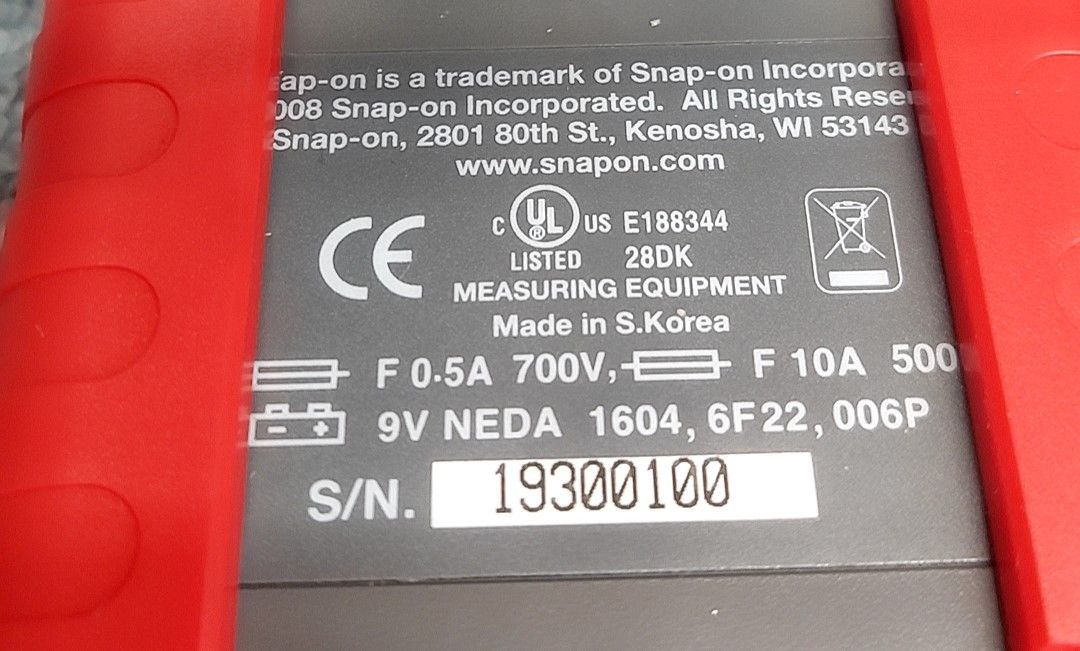 ap-on is a trademark of Snap-on Incorpora
008 Snap-on Incorporated. All Rights Rese
Snap-on, 2801 80th St., Kenosha, WI 53143
www.snapon.com
CE
C UL ® US E188344
LISTED 28DK
MEASURING EQUIPMENT
Made in S.Korea
F 0.5A 700V, F 10A 500
9V NEDA 1604, 6F22, 006P
S/N. 19300100